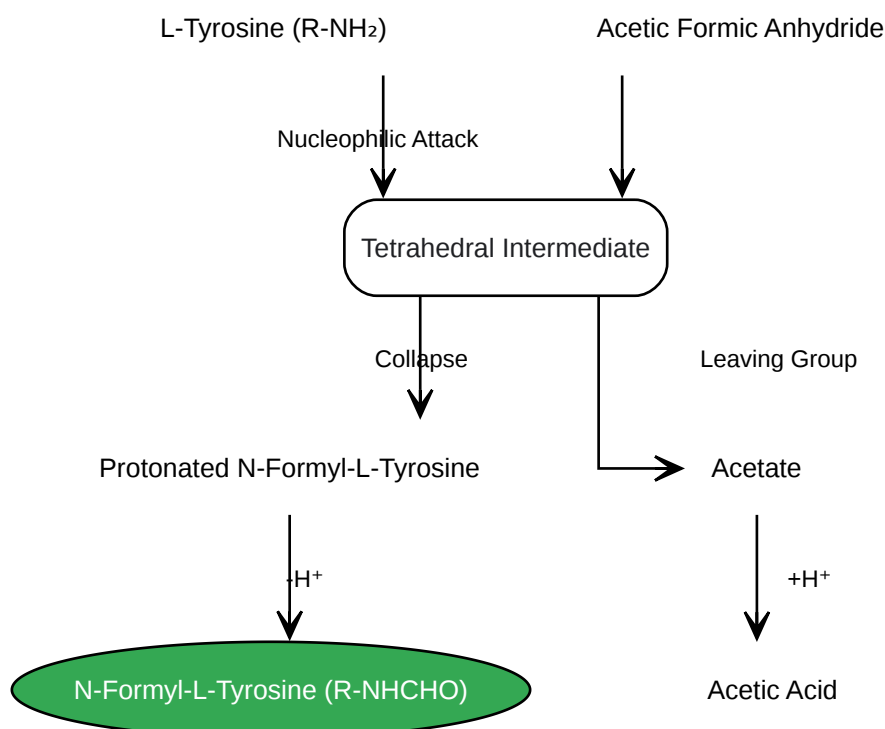 L-Tyrosine (R-NH₂)
Acetic Formic Anhydride
Nucleophilic Attack
Tetrahedral Intermediate
Collapse
Leaving Group
Protonated N-Formyl-L-Tyrosine
Acetate
-H⁺
+H⁺
N-Formyl-L-Tyrosine (R-NHCHO)
Acetic Acid